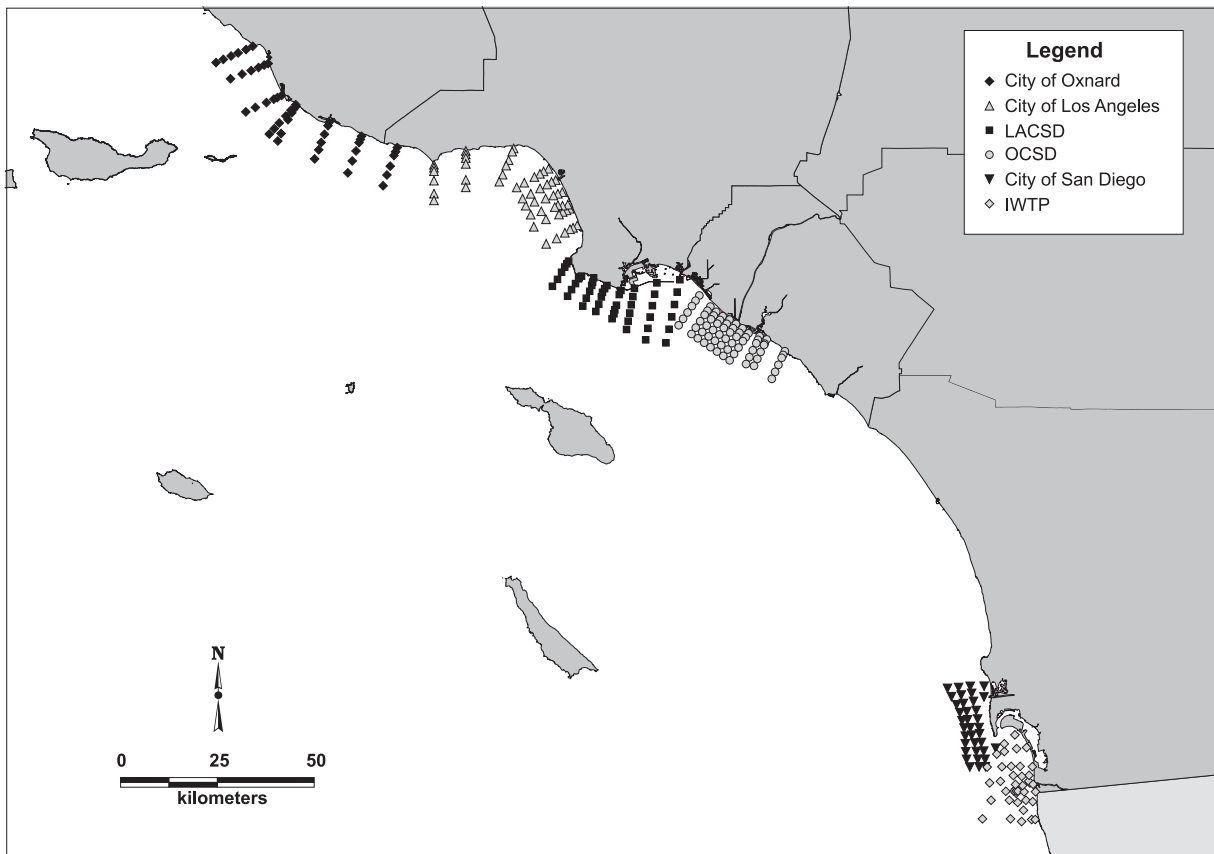 Legend
City of Oxnard
City of Los Angeles
LACSD
OCSD
City of San Diego
IWTP
N
0 25 50
kilometers